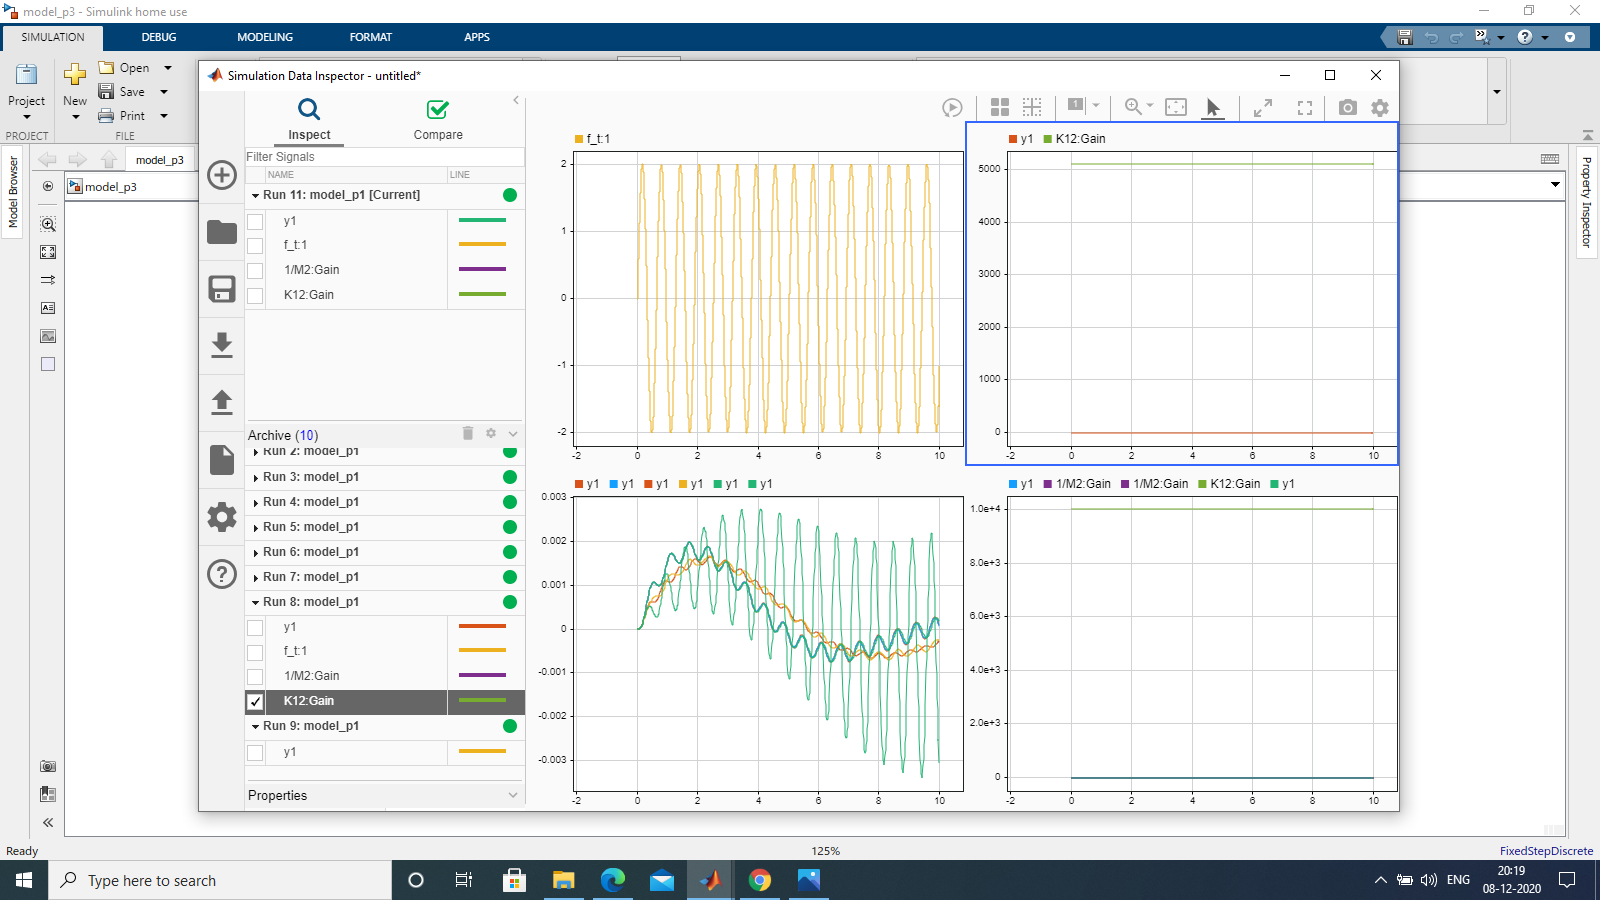 model_p3 - Simulink home use
SIMULATION DEBUG MODELING FORMAT APPS
Project
PROJECT
New
Open
Save
Print
FILE
model_p3
Model Browser
model_p3
Property Inspector
Simulation Data Inspector - untitled*
Inspect
Compare
Filter Signals
NAME LINE
Run 11: model_p1 [Current]
y1
f_t:1
1/M2:Gain
K12:Gain
Archive (10)
Run 2: model_p1
Run 3: model_p1
Run 4: model_p1
Run 5: model_p1
Run 6: model_p1
Run 7: model_p1
Run 8: model_p1
y1
f_t:1
1/M2:Gain
K12:Gain
Run 9: model_p1
y1
Properties
1
f_t:1
2
1
0
-1
-2
-2 0 2 4 6 8 10
y1 K12:Gain
5000
4000
3000
2000
1000
0
-2 0 2 4 6 8 10
y1 y1 y1 y1 y1 y1
0.003
0.002
0.001
0
-0.001
-0.002
-0.003
-2 0 2 4 6 8 10
y1 1/M2:Gain 1/M2:Gain K12:Gain y1
1.0e+4
8.0e+3
6.0e+3
4.0e+3
2.0e+3
0
-2 0 2 4 6 8 10
Ready 125% FixedStepDiscrete
Type here to search
ENG
20:19
08-12-2020